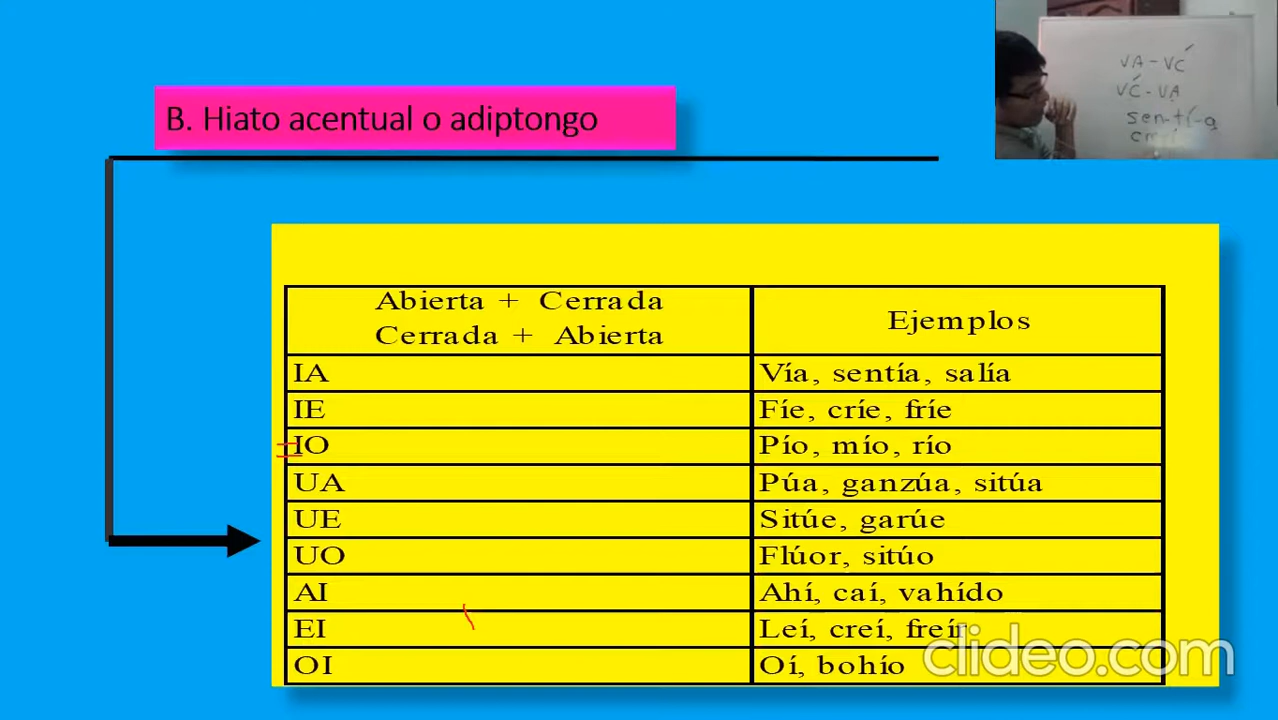 B. Hiato acentual o adiptongo
VA - VĆ
VĆ - VA
sen-tí-a
Abierta + Cerrada
Cerrada + Abierta
Ejemplos
IA Vía, sentía, salía
IE Fíe, críe, fríe
IO Pío, mío, río
UA Púa, ganzúa, sitúa
UE Sitúe, garúe
UO Flúor, sitúo
AI Ahí, caí, vahído
EI Leí, creí, freír
OI Oí, bohío
clideo.com